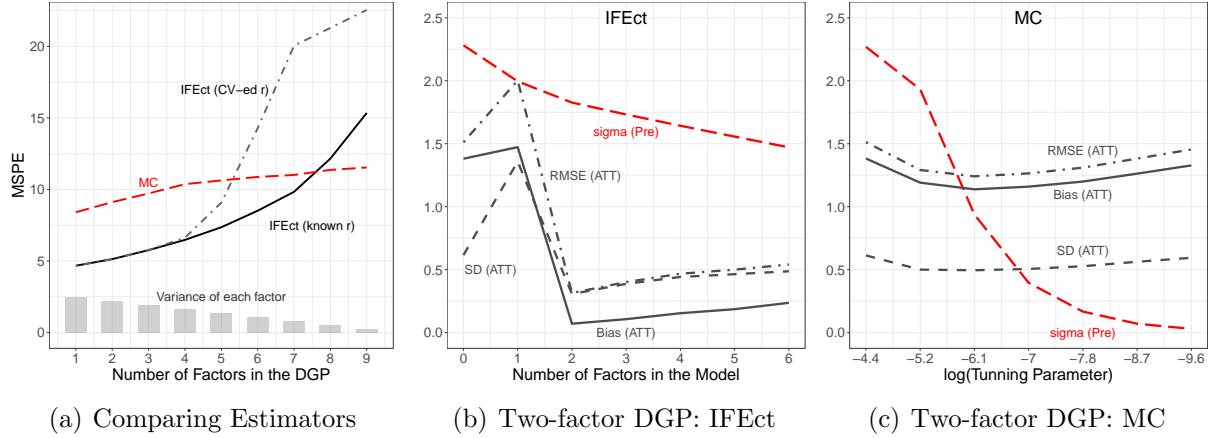 MSPE
20
15
10
5
0
IFEct (CV−ed r)
MC
IFEct (known r)
Variance of each factor
1 2 3 4 5 6 7 8 9
Number of Factors in the DGP
(a) Comparing Estimators
IFEct
2.5
2.0
1.5
1.0
0.5
0.0
sigma (Pre)
RMSE (ATT)
SD (ATT)
Bias (ATT)
0 1 2 3 4 5 6
Number of Factors in the Model
(b) Two-factor DGP: IFEct
MC
2.5
2.0
1.5
1.0
0.5
0.0
RMSE (ATT)
Bias (ATT)
SD (ATT)
sigma (Pre)
−4.4 −5.2 −6.1 −7 −7.8 −8.7 −9.6
log(Tunning Parameter)
(c) Two-factor DGP: MC